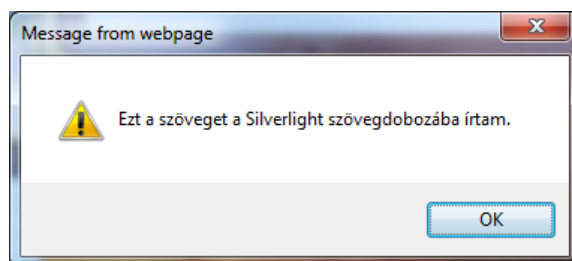 Message from webpage
Ezt a szöveget a Silverlight szövegdobozába írtam.
OK